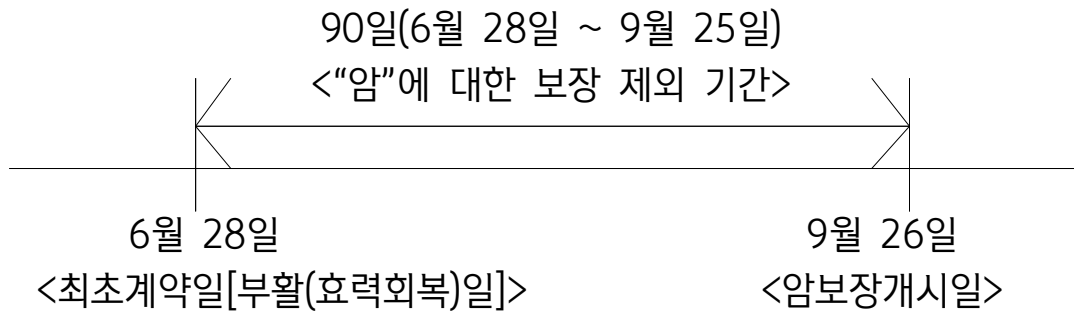 90일(6월 28일 ~ 9월 25일)
<“암”에 대한 보장 제외 기간>
6월 28일
<최초계약일[부활(효력회복)일]>
9월 26일
<암보장개시일>